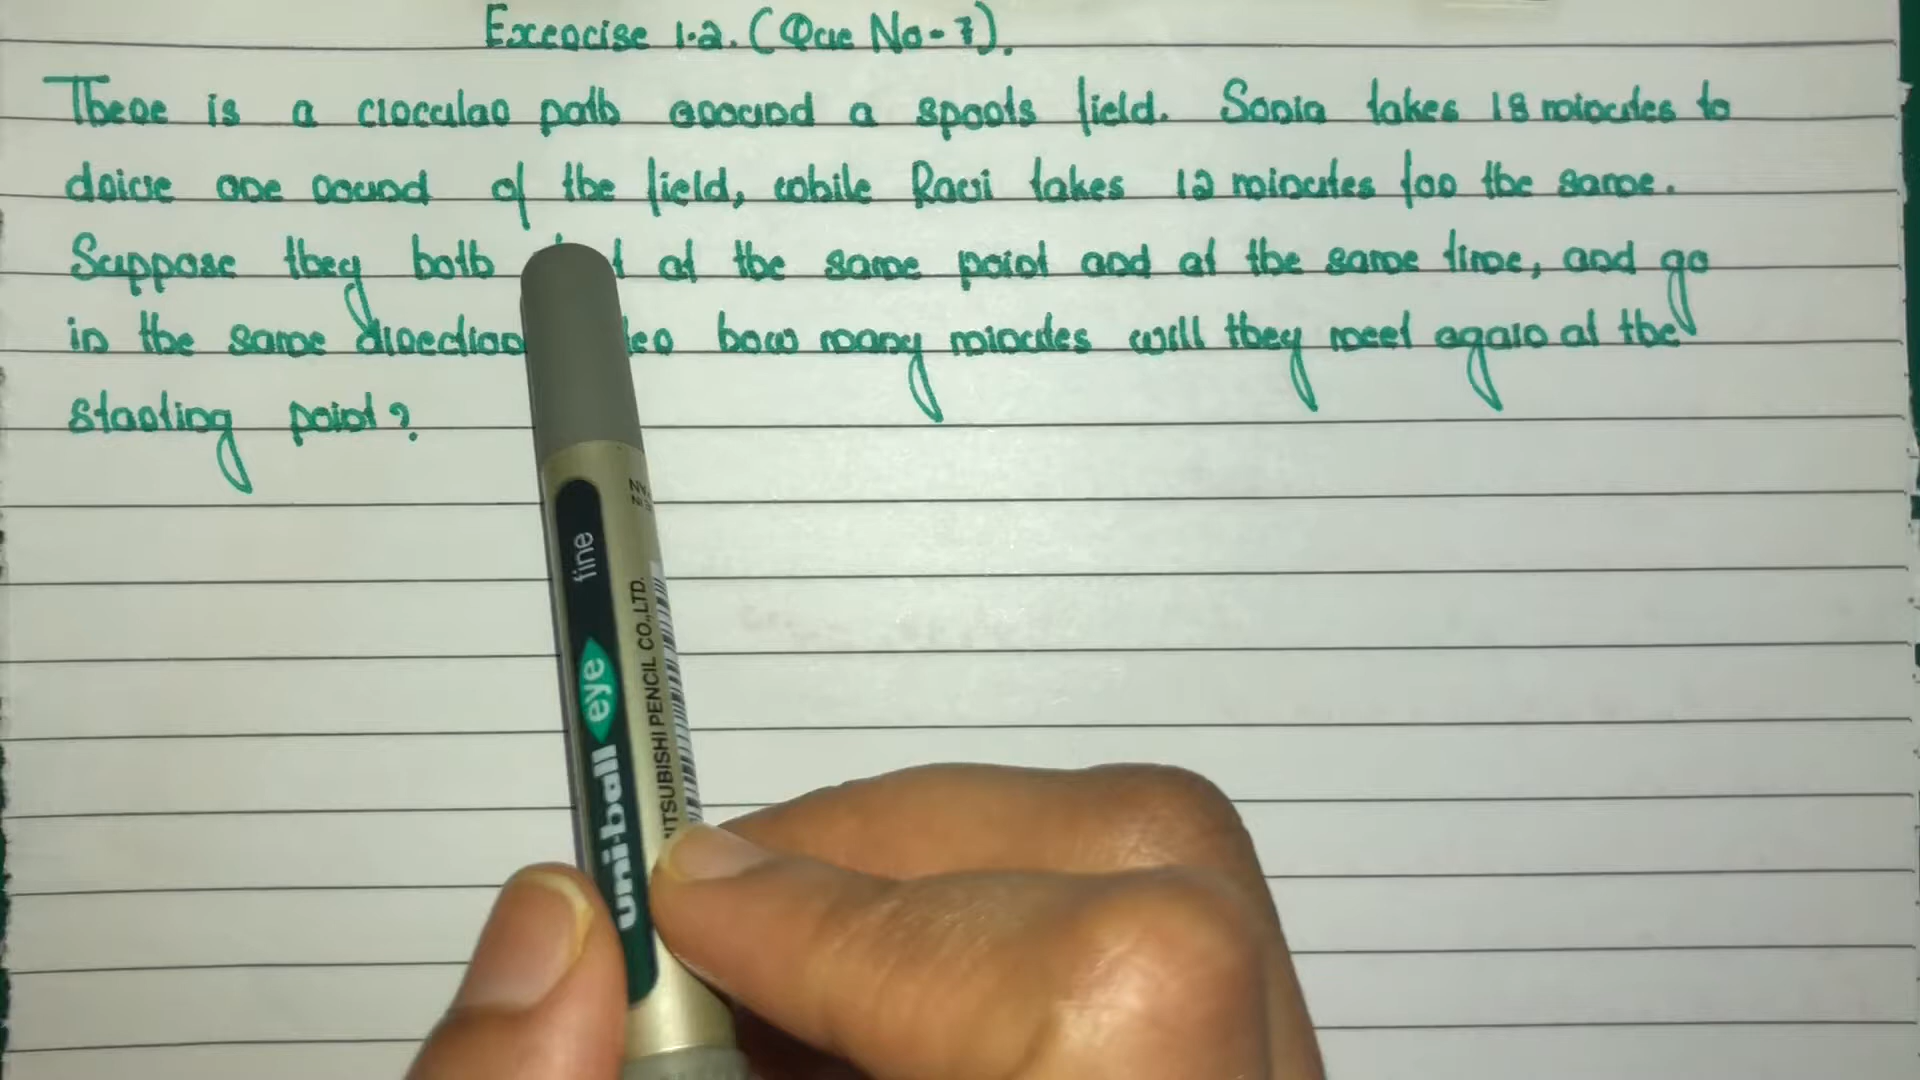 Exercise 1.2. (Que No-7).
There is a circular path around a sports field. Sonia takes 18 minutes to
drive one round of the field, while Ravi takes 12 minutes for the same.
Suppose they both at the same point and at the same time, and go
in the same direction how many minutes will they meet again at the
starting point?
uni-ball eye fine
MITSUBISHI PENCIL CO.,LTD.